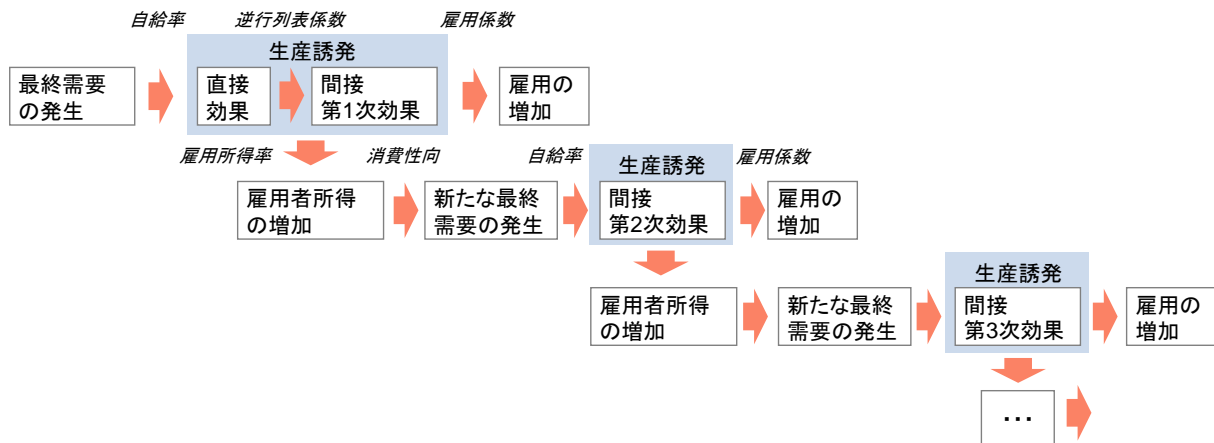 自給率
逆行列表係数
雇用係数
生産誘発
最終需要
の発生
直接
効果
間接
第1次効果
雇用の
増加
雇用所得率
消費性向
自給率
生産誘発
雇用係数
雇用者所得
の増加
新たな最終
需要の発生
間接
第2次効果
雇用の
増加
生産誘発
雇用者所得
の増加
新たな最終
需要の発生
間接
第3次効果
雇用の
増加
…